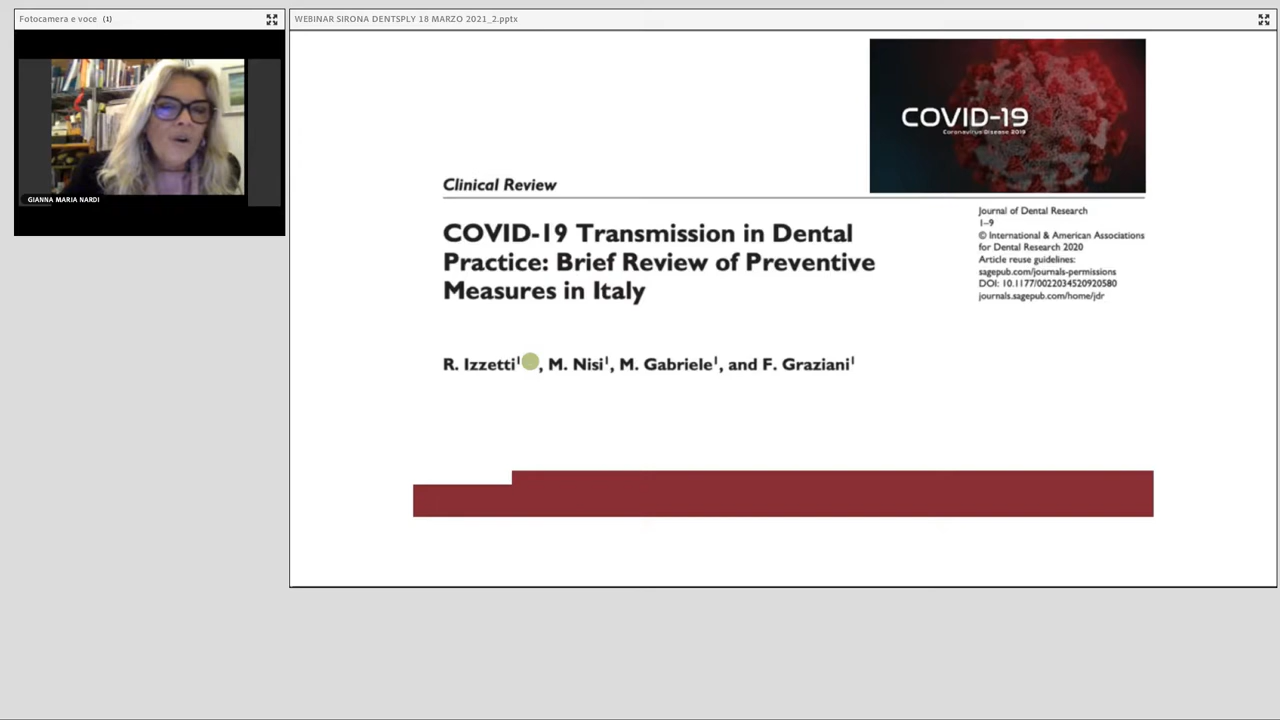 Fotocamera e voce (1)
GIANNA MARIA NARDI
WEBINAR SIRONA DENTSPLY 18 MARZO 2021_2.pptx
COVID-19
Coronavirus Disease 2019
Clinical Review
COVID-19 Transmission in Dental
Practice: Brief Review of Preventive
Measures in Italy
Journal of Dental Research
1–9
© International & American Associations
for Dental Research 2020
Article reuse guidelines:
sagepub.com/journals-permissions
DOI: 10.1177/0022034520920580
journals.sagepub.com/home/jdr
R. Izzetti¹, M. Nisi¹, M. Gabriele¹, and F. Graziani¹